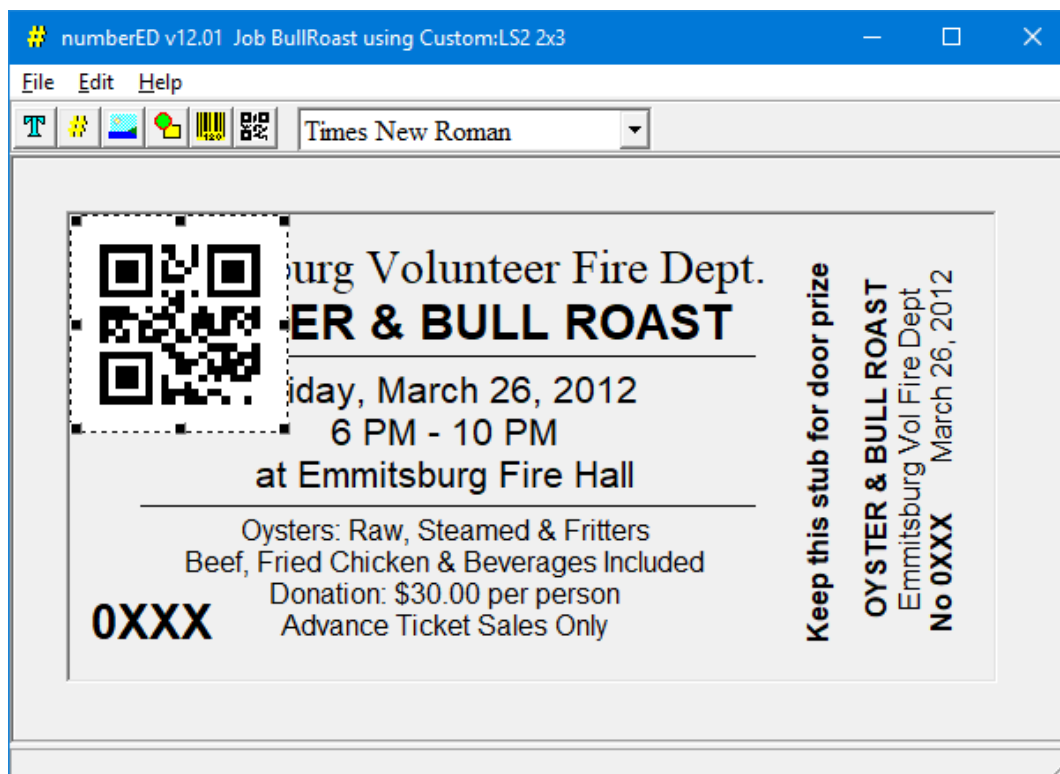 numberED v12.01 Job BullRoast using Custom:LS2 2x3
File Edit Help
T # 120 Times New Roman
burg Volunteer Fire Dept.
ER & BULL ROAST
iday, March 26, 2012
6 PM - 10 PM
at Emmitsburg Fire Hall
Oysters: Raw, Steamed & Fritters
Beef, Fried Chicken & Beverages Included
Donation: $30.00 per person
Advance Ticket Sales Only
0XXX
Keep this stub for door prize
OYSTER & BULL ROAST
Emmitsburg Vol Fire Dept
No 0XXX March 26, 2012